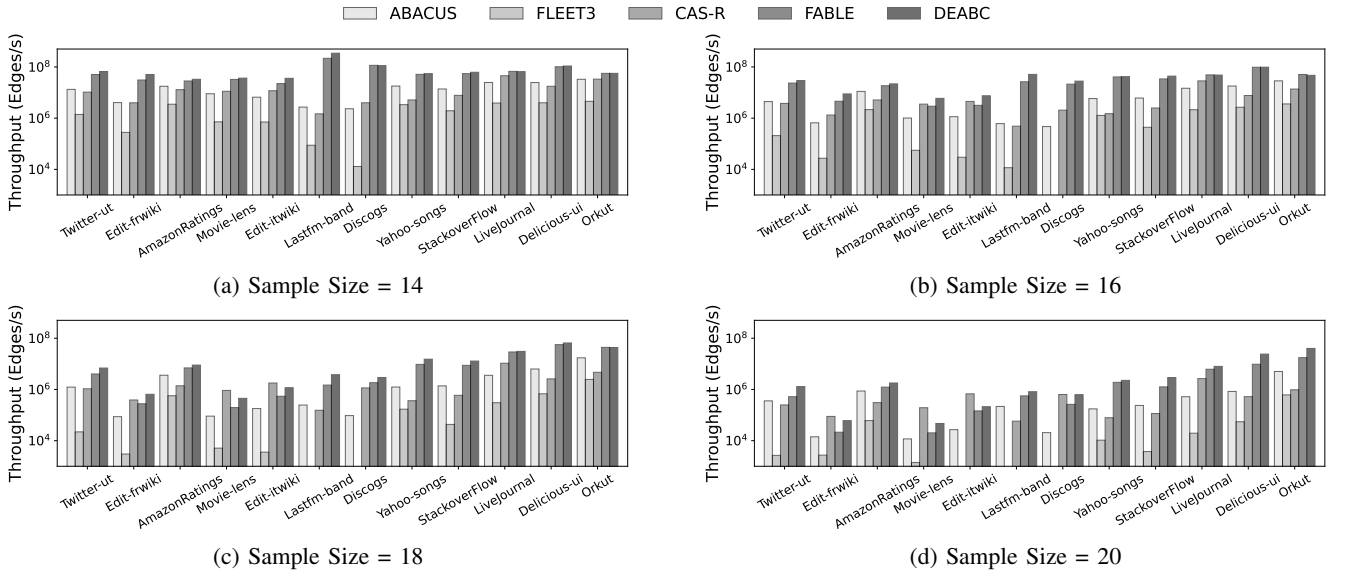 ABACUS FLEET3 CAS-R FABLE DEABC
Throughput (Edges/s)
10^8
10^6
10^4
Twitter-ut Edit-frwiki AmazonRatings Movie-lens Edit-itwiki Lastfm-band Discogs Yahoo-songs StackoverFlow LiveJournal Delicious-ui Orkut
(a) Sample Size = 14
Throughput (Edges/s)
10^8
10^6
10^4
Twitter-ut Edit-frwiki AmazonRatings Movie-lens Edit-itwiki Lastfm-band Discogs Yahoo-songs StackoverFlow LiveJournal Delicious-ui Orkut
(b) Sample Size = 16
Throughput (Edges/s)
10^8
10^6
10^4
Twitter-ut Edit-frwiki AmazonRatings Movie-lens Edit-itwiki Lastfm-band Discogs Yahoo-songs StackoverFlow LiveJournal Delicious-ui Orkut
(c) Sample Size = 18
Throughput (Edges/s)
10^8
10^6
10^4
Twitter-ut Edit-frwiki AmazonRatings Movie-lens Edit-itwiki Lastfm-band Discogs Yahoo-songs StackoverFlow LiveJournal Delicious-ui Orkut
(d) Sample Size = 20